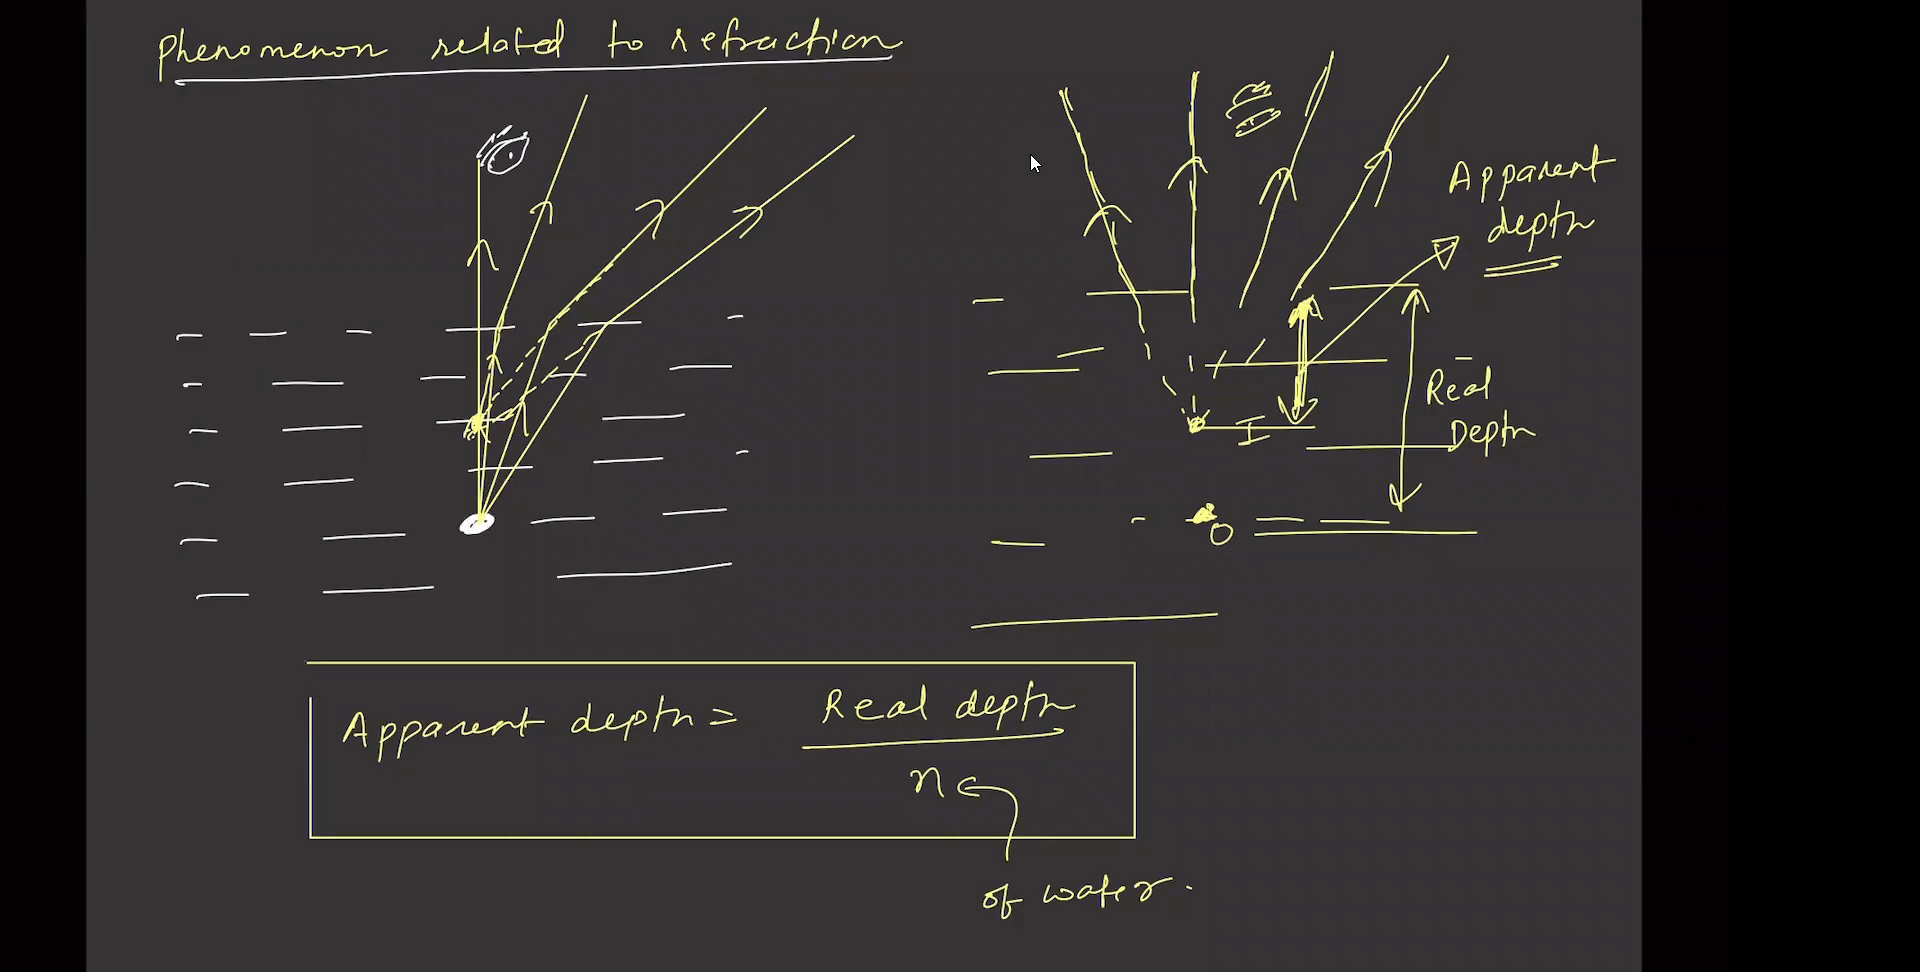 phenomenon related to refraction
Apparent
depth
Real
Depth
I
O
Apparent depth = Real depth
n
of water.